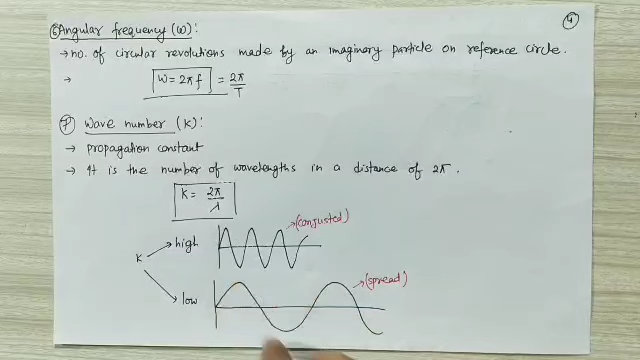 ④
⑥ Angular frequency (ω):
→ no. of circular revolutions made by an imaginary particle on reference circle.
→ ω = 2πf = 2π/T
⑦ Wave number (K):
→ propagation constant
→ It is the number of wavelengths in a distance of 2π.
K = 2π/λ
(conjusted)
K → high
(spread)
→ low